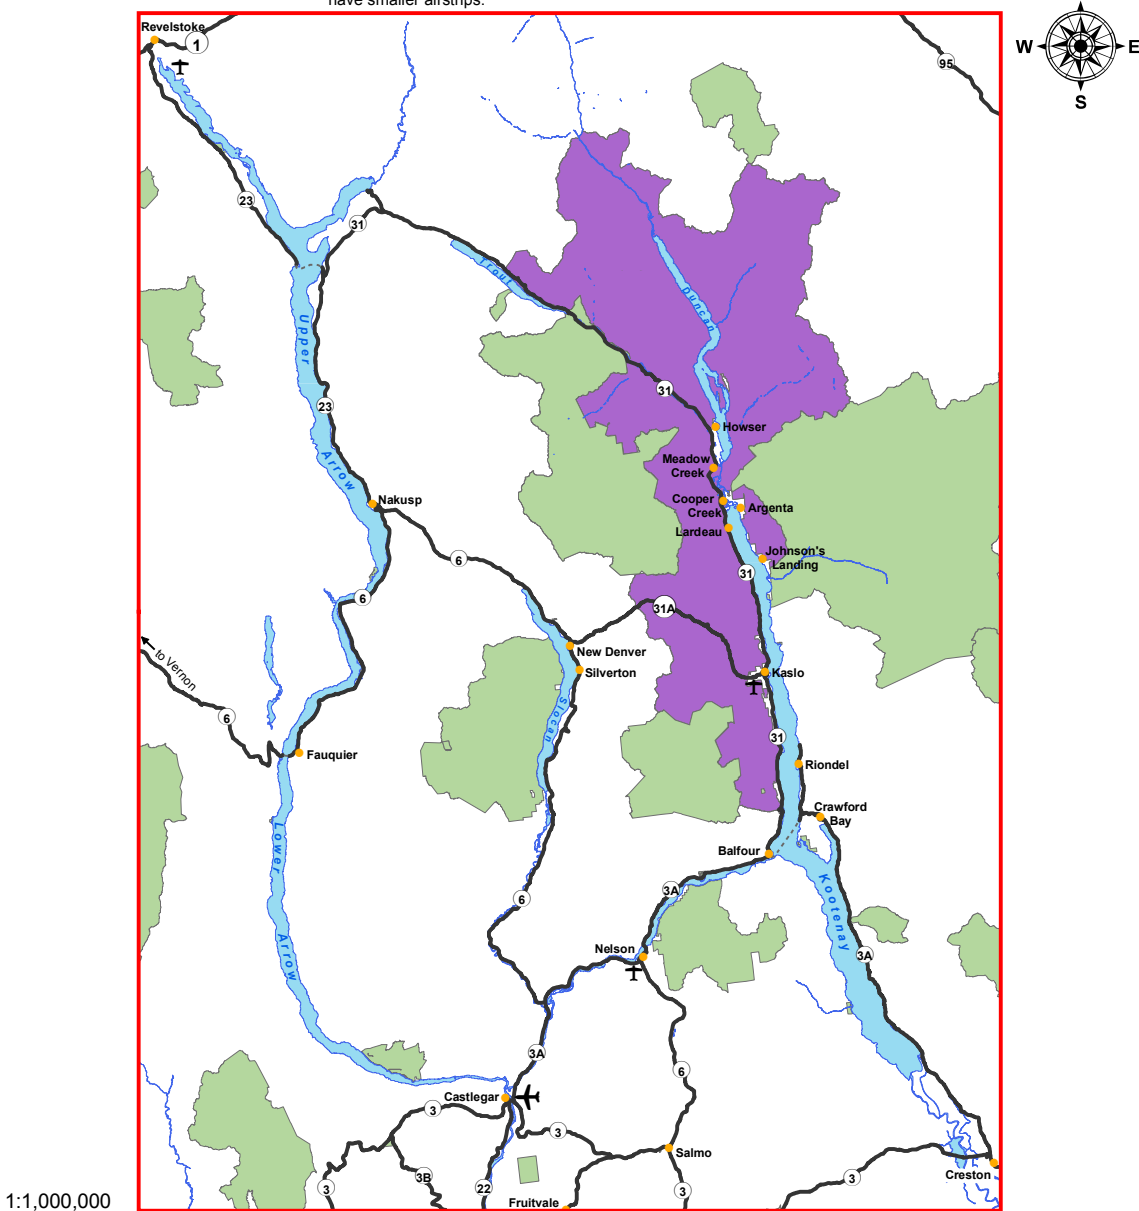 have smaller airstrips.
Revelstoke
1
W
E
S
95
23
31
Trout
Duncan
Upper
23
31
Howser
Arrow
Meadow
Creek
Nakusp
Cooper
Creek
Argenta
Lardeau
Johnson's
Landing
6
31
6
31A
to Vernon
New Denver
Silverton
Kaslo
Slocan
6
31
Fauquier
Riondel
Crawford
Bay
Lower
Balfour
Kootenay
3A
6
Arrow
Nelson
3A
3A
6
Castlegar
3
3
Salmo
3B
3
22
3
3
Creston
Fruitvale
1:1,000,000